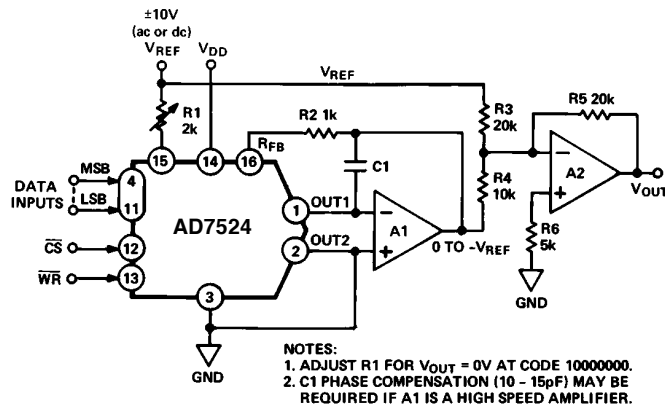 ±10V
(ac or dc)
VREF
VDD
VREF
R1
2k
RFB
R2 1k
R3
20k
R5 20k
C1
R4
10k
15
14
16
MSB
4
DATA
INPUTS
LSB
11
AD7524
1
OUT1
2
OUT2
A1
A2
VOUT
0 TO -VREF
R6
5k
CS
12
WR
13
3
GND
GND
NOTES:
1. ADJUST R1 FOR VOUT = 0V AT CODE 10000000.
2. C1 PHASE COMPENSATION (10 – 15pF) MAY BE
REQUIRED IF A1 IS A HIGH SPEED AMPLIFIER.